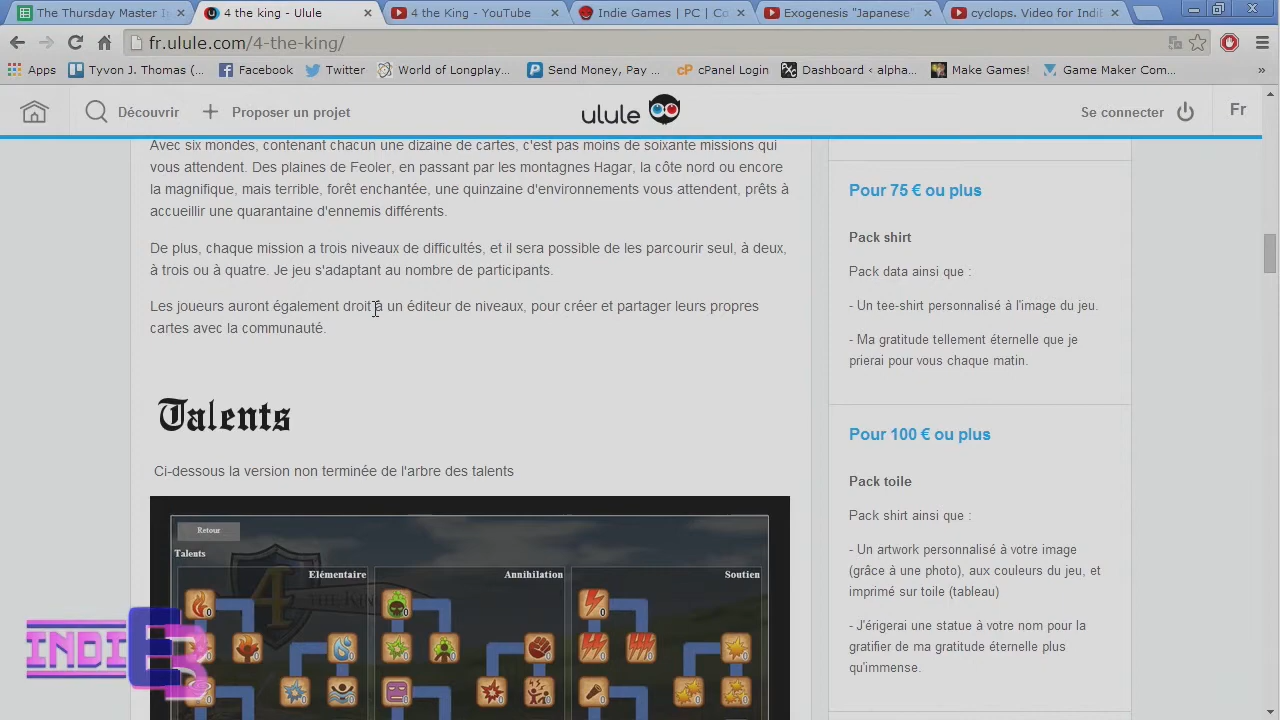 The Thursday Master
4 the king - Ulule
4 the King - YouTube
Indie Games | PC | Co
Exogenesis "Japanese"
cyclops. Video for Indi
fr.ulule.com/4-the-king/
Apps
Tyvon J. Thomas (...
Facebook
Twitter
World of Longplay...
Send Money, Pay ...
cPanel Login
Dashboard ‹ alpha...
Make Games!
Game Maker Com...
»
Découvrir
Proposer un projet
ulule
Se connecter
Fr
Avec six mondes, contenant chacun une dizaine de cartes, c'est pas moins de soixante missions qui
vous attendent. Des plaines de Feoler, en passant par les montagnes Hagar, la côte nord ou encore
la magnifique, mais terrible, forêt enchantée, une quinzaine d'environnements vous attendent, prêts à
accueillir une quarantaine d'ennemis différents.
De plus, chaque mission a trois niveaux de difficultés, et il sera possible de les parcourir seul, à deux,
à trois ou à quatre. Je jeu s'adaptant au nombre de participants.
Les joueurs auront également droit à un éditeur de niveaux, pour créer et partager leurs propres
cartes avec la communauté.
Talents
Ci-dessous la version non terminée de l'arbre des talents
Retour
Talents
Elémentaire
Annihilation
Soutien
4 THE KING
Pour 75 € ou plus
Pack shirt
Pack data ainsi que :
- Un tee-shirt personnalisé à l'image du jeu.
- Ma gratitude tellement éternelle que je
prierai pour vous chaque matin.
Pour 100 € ou plus
Pack toile
Pack shirt ainsi que :
- Un artwork personnalisé à votre image
(grâce à une photo), aux couleurs du jeu, et
imprimé sur toile (tableau)
- J'érigerai une statue à votre nom pour la
gratifier de ma gratitude éternelle plus
qu'immense.
INDIE